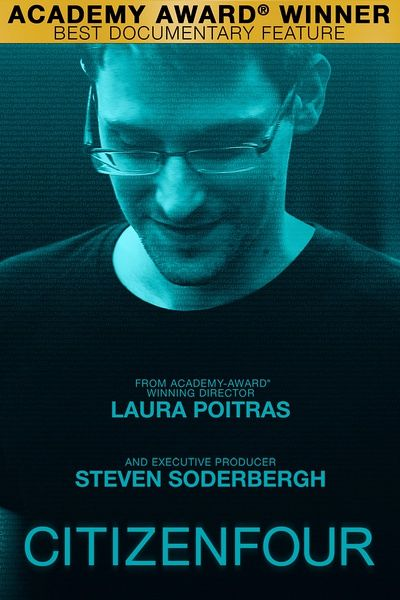 ACADEMY AWARD® WINNER
BEST DOCUMENTARY FEATURE
FROM ACADEMY-AWARD®
WINNING DIRECTOR
LAURA POITRAS
AND EXECUTIVE PRODUCER
STEVEN SODERBERGH
CITIZENFOUR